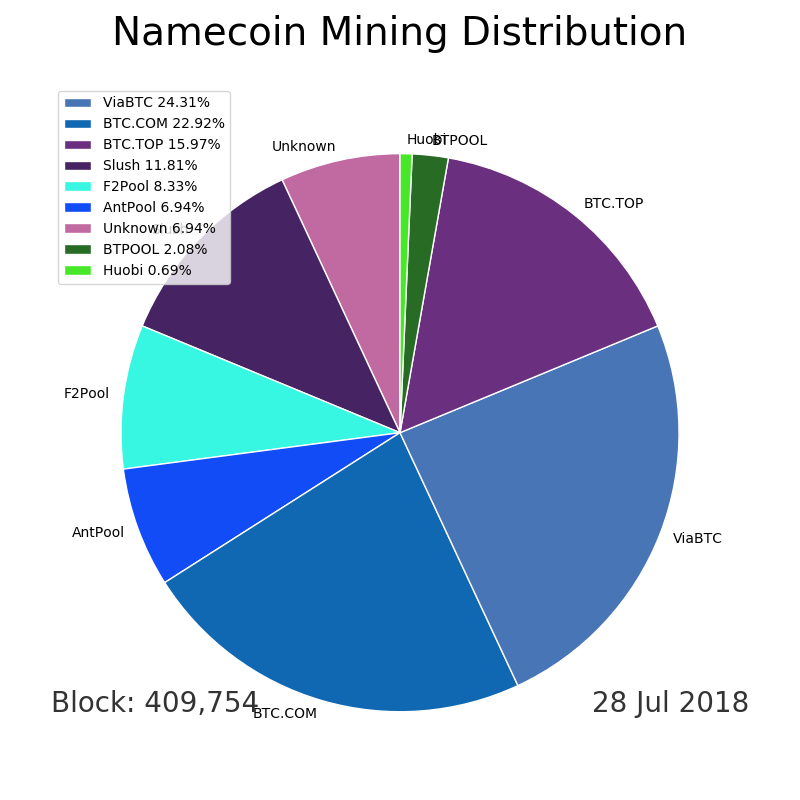 Namecoin Mining Distribution
ViaBTC 24.31%
BTC.COM 22.92%
BTC.TOP 15.97%
Slush 11.81%
F2Pool 8.33%
AntPool 6.94%
Unknown 6.94%
BTPOOL 2.08%
Huobi 0.69%
Unknown
Huobi
BTPOOL
BTC.TOP
F2Pool
AntPool
ViaBTC
BTC.COM
Block: 409,754
28 Jul 2018